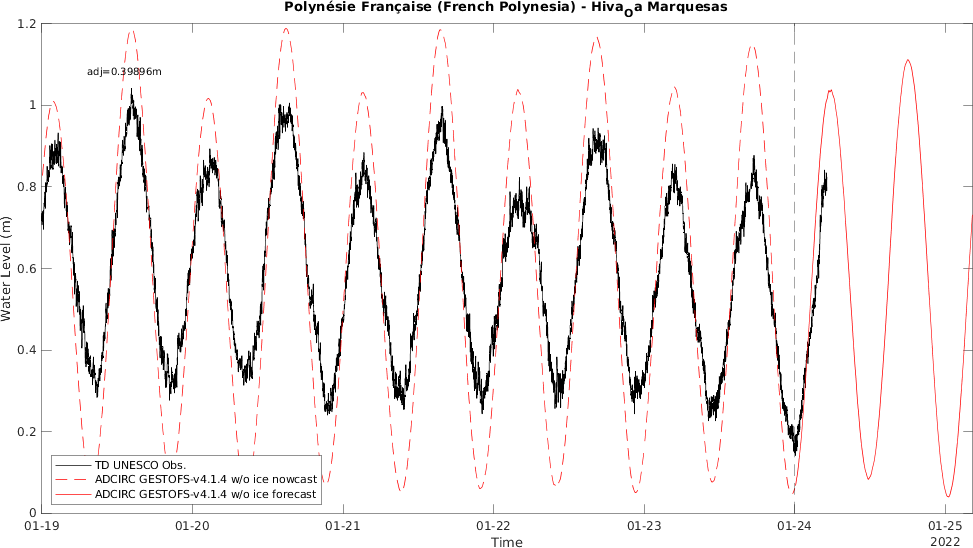 Polynésie Française (French Polynesia) - Hiva_Oa Marquesas
1.2
adj=0.39896m
1
0.8
Water Level (m)
0.6
0.4
0.2
0
TD UNESCO Obs.
ADCIRC GESTOFS-v4.1.4 w/o ice nowcast
ADCIRC GESTOFS-v4.1.4 w/o ice forecast
01-19 01-20 01-21 01-22 01-23 01-24 01-25
Time 2022